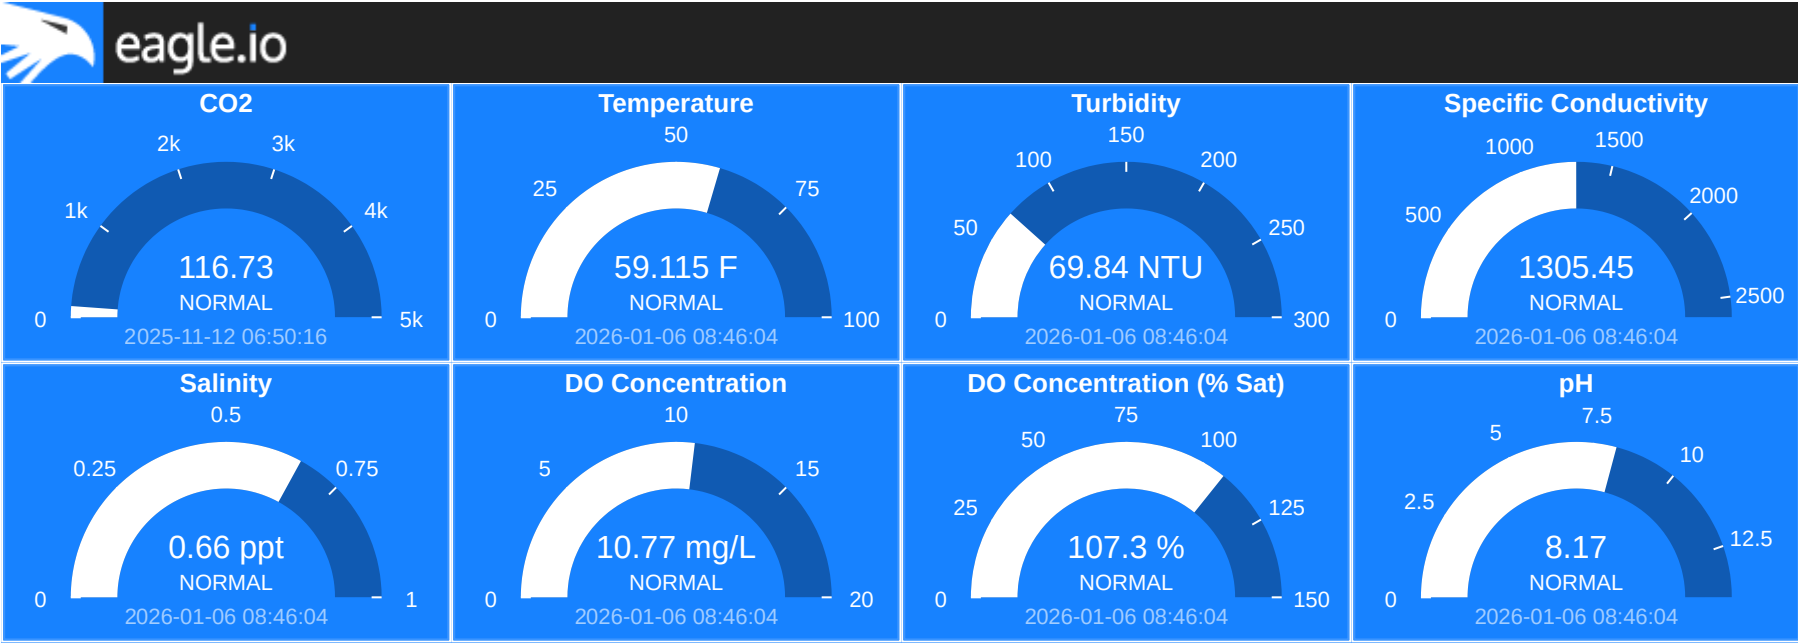 eagle.io
CO2
2k
3k
1k
4k
116.73
NORMAL
0
5k
2025-11-12 06:50:16
Temperature
50
25
75
59.115 F
NORMAL
0
100
2026-01-06 08:46:04
Turbidity
150
100
200
50
250
69.84 NTU
NORMAL
0
300
2026-01-06 08:46:04
Specific Conductivity
1000
1500
500
2000
1305.45
NORMAL
2500
0
2026-01-06 08:46:04
Salinity
0.5
0.25
0.75
0.66 ppt
NORMAL
0
1
2026-01-06 08:46:04
DO Concentration
10
5
15
10.77 mg/L
NORMAL
0
20
2026-01-06 08:46:04
DO Concentration (% Sat)
75
50
100
25
125
107.3 %
NORMAL
0
150
2026-01-06 08:46:04
pH
7.5
5
10
2.5
12.5
8.17
NORMAL
0
2026-01-06 08:46:04